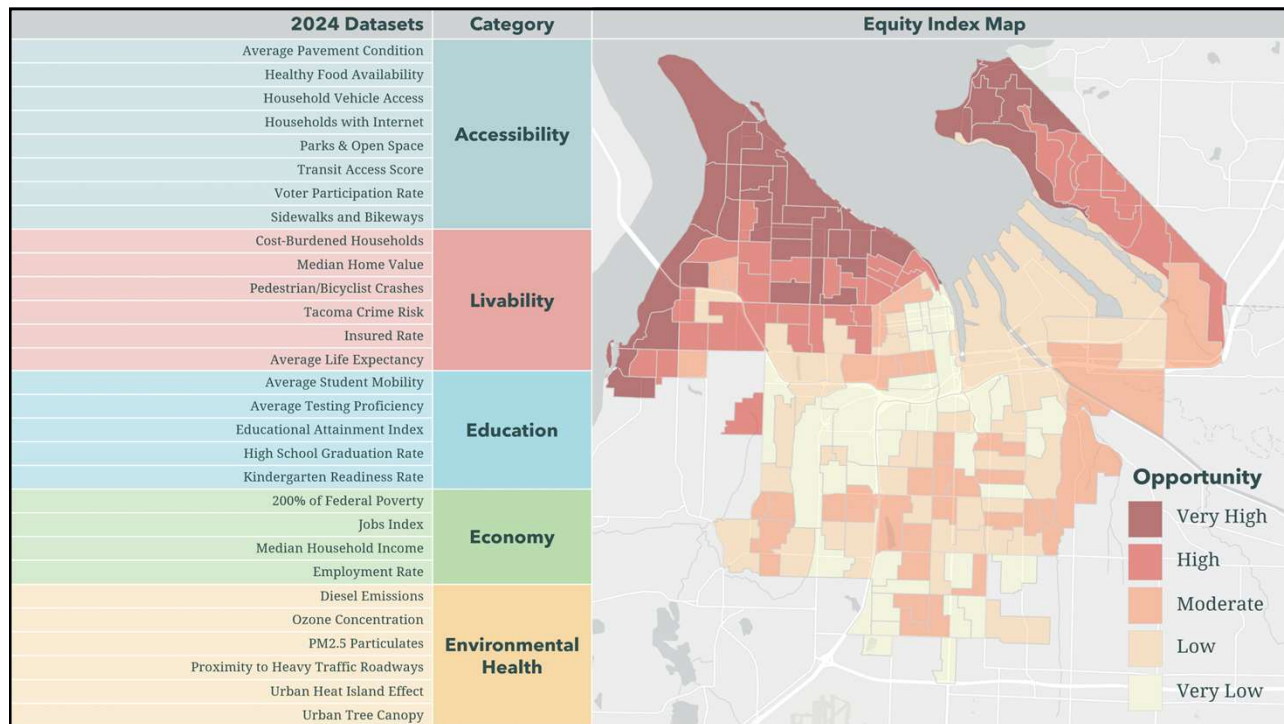 2024 Datasets
Category
Equity Index Map
Average Pavement Condition
Healthy Food Availability
Household Vehicle Access
Households with Internet
Parks & Open Space
Transit Access Score
Voter Participation Rate
Sidewalks and Bikeways
Accessibility
Cost-Burdened Households
Median Home Value
Pedestrian/Bicyclist Crashes
Tacoma Crime Risk
Insured Rate
Average Life Expectancy
Livability
Average Student Mobility
Average Testing Proficiency
Educational Attainment Index
High School Graduation Rate
Kindergarten Readiness Rate
Education
200% of Federal Poverty
Jobs Index
Median Household Income
Employment Rate
Economy
Diesel Emissions
Ozone Concentration
PM2.5 Particulates
Proximity to Heavy Traffic Roadways
Urban Heat Island Effect
Urban Tree Canopy
Environmental
Health
Opportunity
Very High
High
Moderate
Low
Very Low